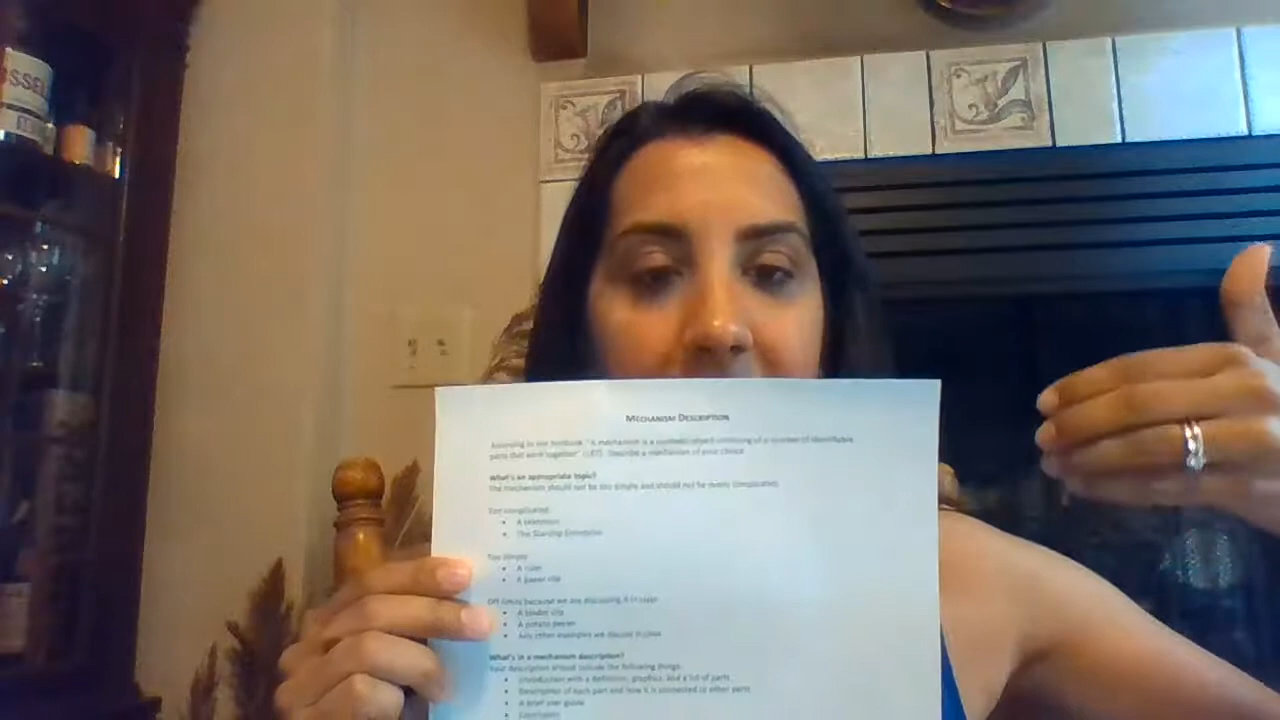 SSEL
MECHANISM DESCRIPTION
According to our textbook "A mechanism is a physical object consisting of a number of identifiable
parts that work together" Describe a mechanism of your choice
What's an appropriate topic?
The mechanism should not be too simple and should not be overly complicated.
Too complicated:
• A television
• The Starship Enterprise
Too simple:
• A ruler
• A paper clip
Off limits because we are discussing it in class:
• A binder clip
• A potato peeler
• Any other examples we discuss in class
What's in a mechanism description?
Your description should include the following things:
• Introduction with a definition, graphics, and a list of parts
• Description of each part and how it is connected to other parts
• A brief user guide
• Conclusion